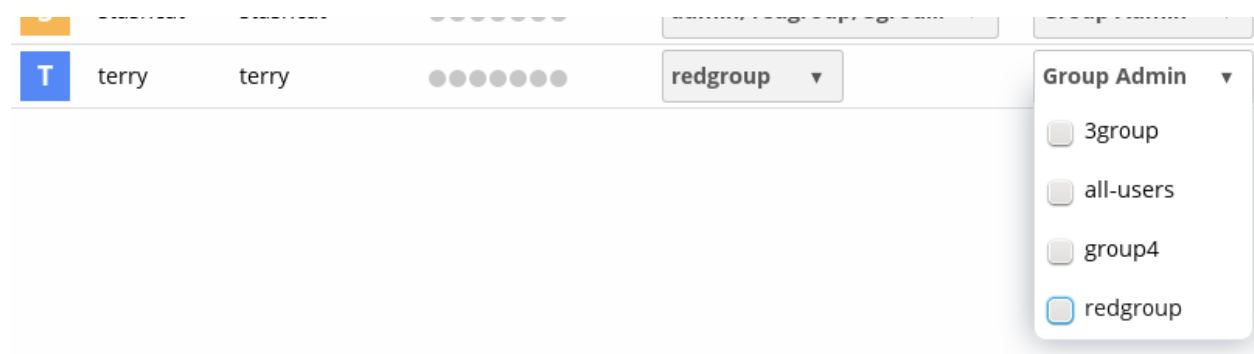 T terry terry redgroup ▼ Group Admin ▼
3group
all-users
group4
redgroup